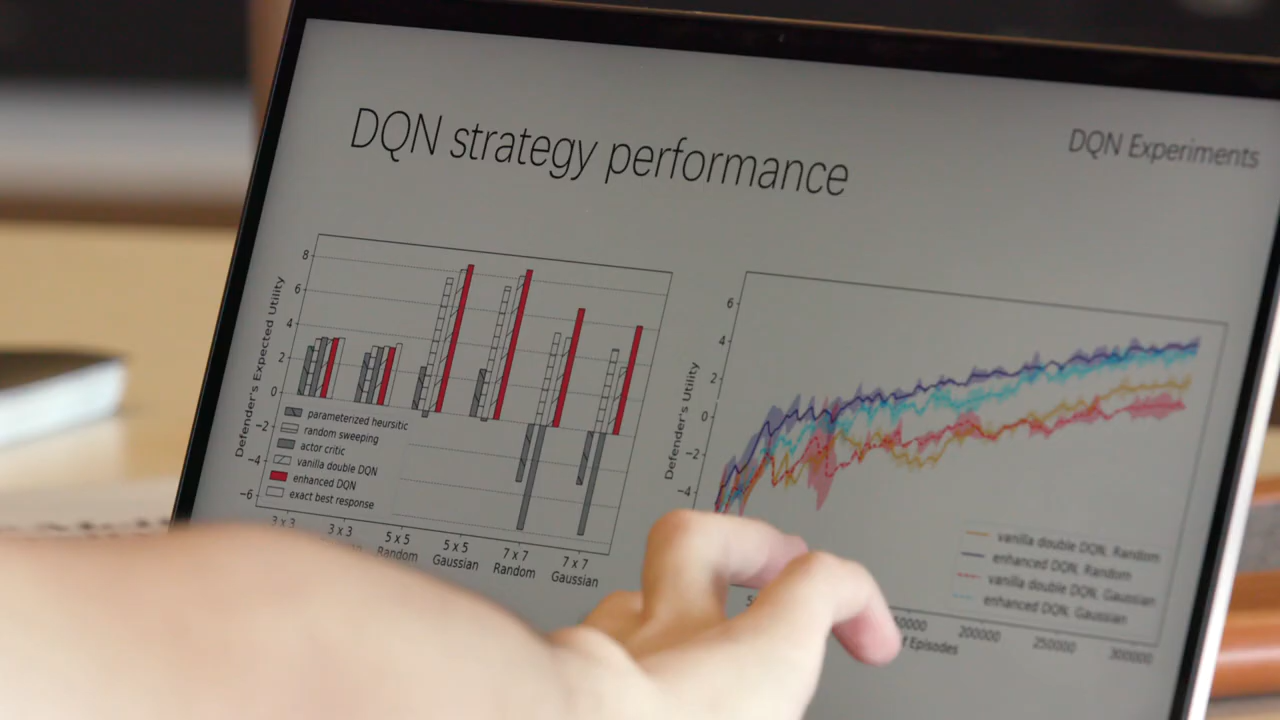 DQN strategy performance
DQN Experiments
Defender's Expected Utility
8
6
4
2
0
−2
−4
−6
parameterized heursitic
random sweeping
actor critic
vanilla double DQN
enhanced DQN
exact best response
3 x 3
3 x 3
5 x 5
Random
5 x 5
Gaussian
7 x 7
Random
7 x 7
Gaussian
Defender's Utility
6
4
2
0
−2
−4
vanilla double DQN, Random
enhanced DQN, Random
vanilla double DQN, Gaussian
enhanced DQN, Gaussian
200000
250000
300000
Episodes